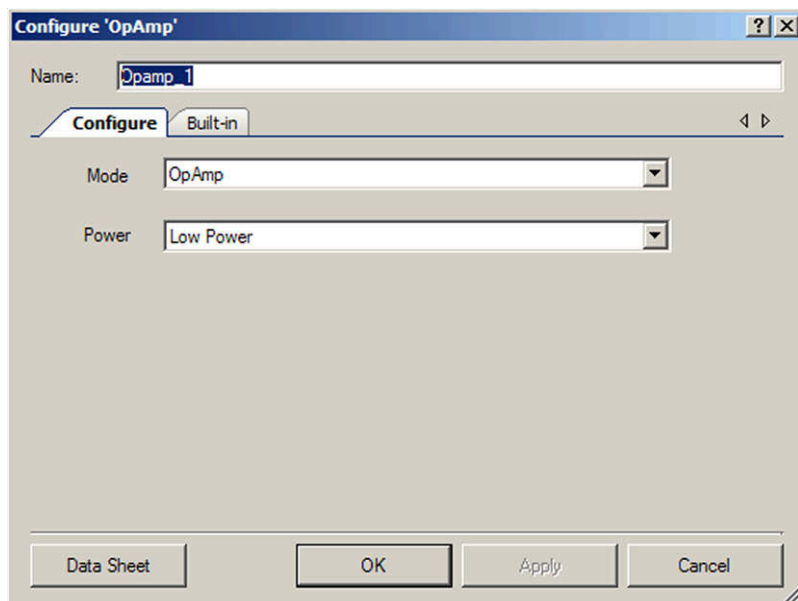 Configure 'OpAmp'
Name: Opamp_1
Configure Built-in
Mode OpAmp
Power Low Power
Data Sheet OK Apply Cancel